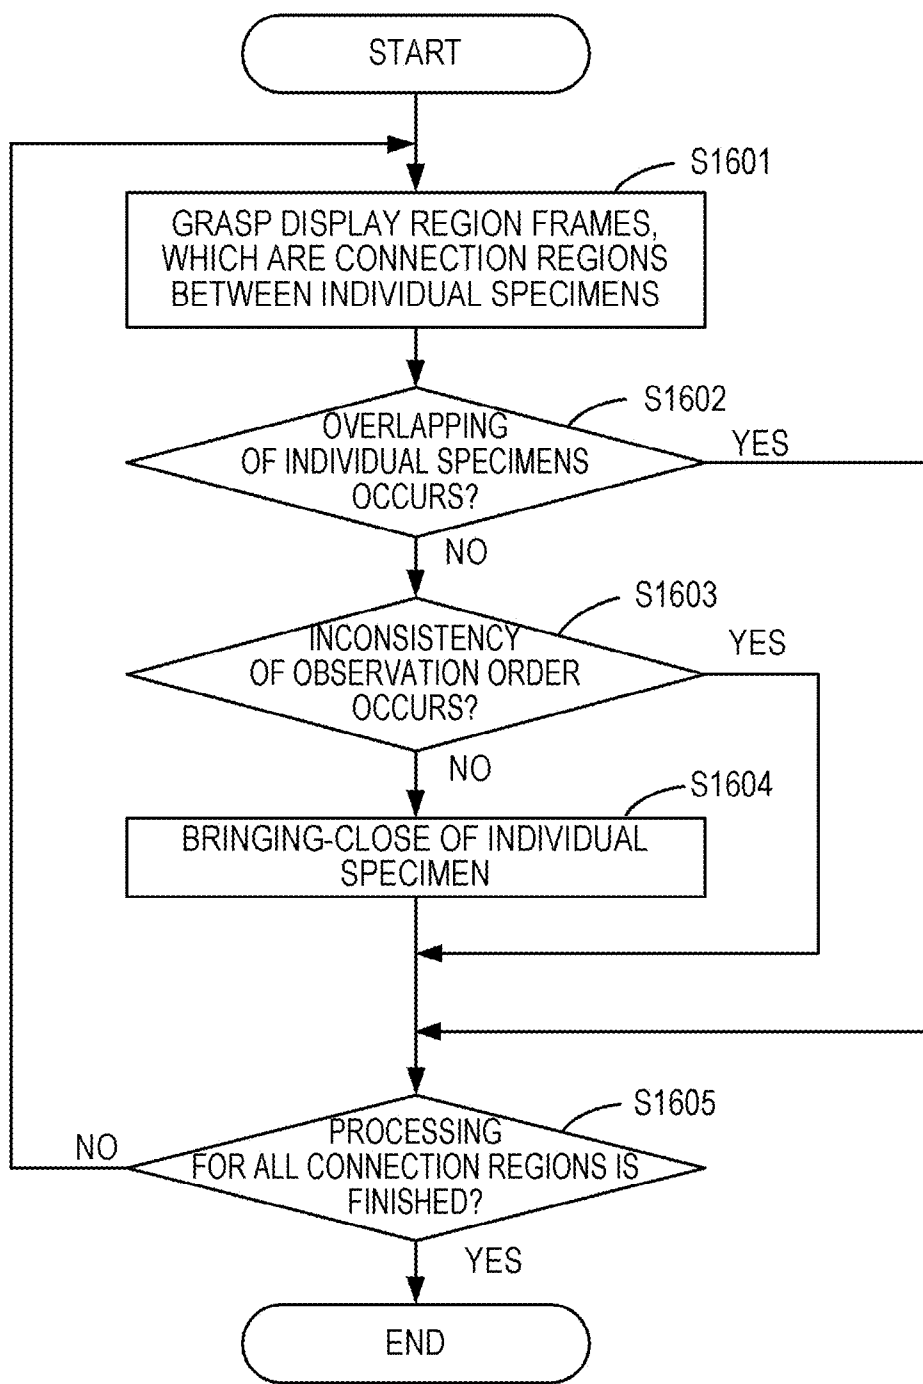 START
S1601
GRASP DISPLAY REGION FRAMES,
WHICH ARE CONNECTION REGIONS
BETWEEN INDIVIDUAL SPECIMENS
S1602
OVERLAPPING
OF INDIVIDUAL SPECIMENS
OCCURS?
YES
NO
S1603
INCONSISTENCY
OF OBSERVATION ORDER
OCCURS?
YES
NO
S1604
BRINGING-CLOSE OF INDIVIDUAL
SPECIMEN
S1605
PROCESSING
FOR ALL CONNECTION REGIONS IS
FINISHED?
NO
YES
END